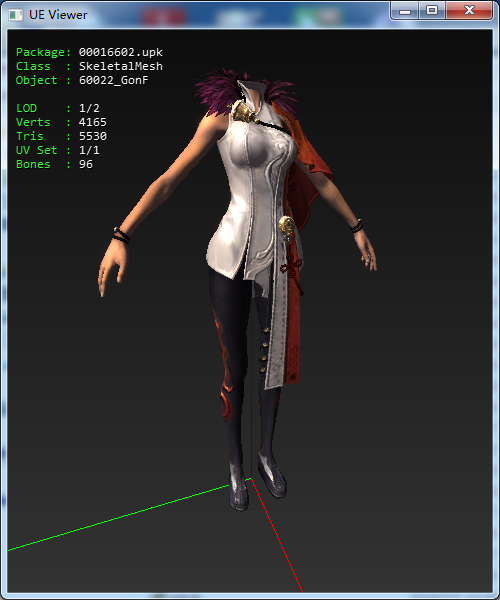 UE Viewer
Package: 00016602.upk
Class : SkeletalMesh
Object : 60022_GonF
LOD : 1/2
Verts : 4165
Tris : 5530
UV Set : 1/1
Bones : 96